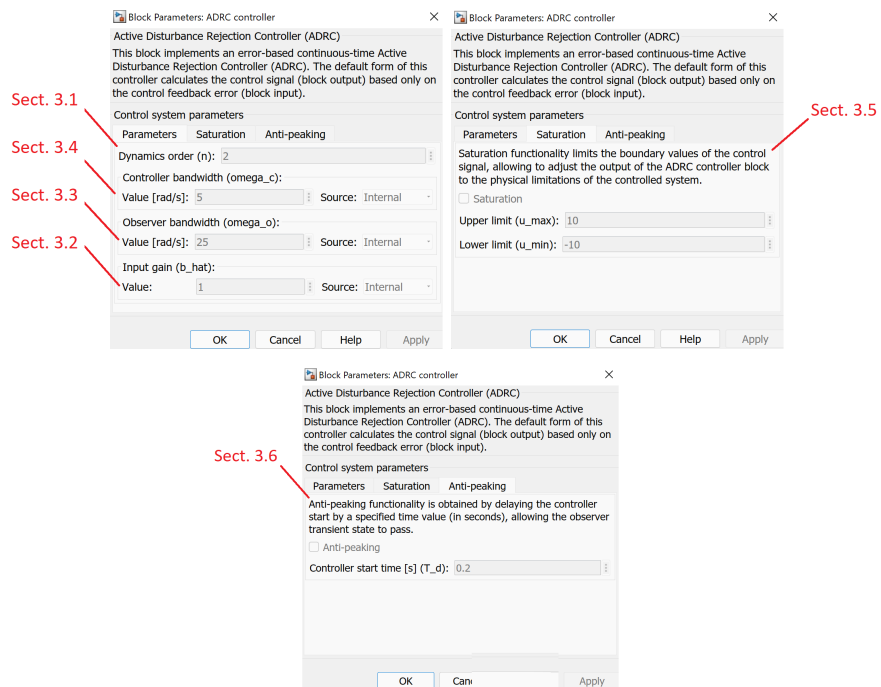 Block Parameters: ADRC controller
Active Disturbance Rejection Controller (ADRC)
This block implements an error-based continuous-time Active
Disturbance Rejection Controller (ADRC). The default form of this
controller calculates the control signal (block output) based only on
the control feedback error (block input).
Control system parameters
Parameters Saturation Anti-peaking
Sect. 3.1
Dynamics order (n): 2
Controller bandwidth (omega_c):
Sect. 3.4
Value [rad/s]: 5 Source: Internal
Observer bandwidth (omega_o):
Sect. 3.3
Value [rad/s]: 25 Source: Internal
Input gain (b_hat):
Sect. 3.2
Value: 1 Source: Internal
OK Cancel Help Apply
Block Parameters: ADRC controller
Active Disturbance Rejection Controller (ADRC)
This block implements an error-based continuous-time Active
Disturbance Rejection Controller (ADRC). The default form of this
controller calculates the control signal (block output) based only on
the control feedback error (block input).
Control system parameters
Parameters Saturation Anti-peaking
Sect. 3.5
Saturation functionality limits the boundary values of the control
signal, allowing to adjust the output of the ADRC controller block
to the physical limitations of the controlled system.
Saturation
Upper limit (u_max): 10
Lower limit (u_min): -10
OK Cancel Help Apply
Block Parameters: ADRC controller
Active Disturbance Rejection Controller (ADRC)
This block implements an error-based continuous-time Active
Disturbance Rejection Controller (ADRC). The default form of this
controller calculates the control signal (block output) based only on
the control feedback error (block input).
Control system parameters
Parameters Saturation Anti-peaking
Sect. 3.6
Anti-peaking functionality is obtained by delaying the controller
start by a specified time value (in seconds), allowing the observer
transient state to pass.
Anti-peaking
Controller start time [s] (T_d): 0.2
OK Can Apply